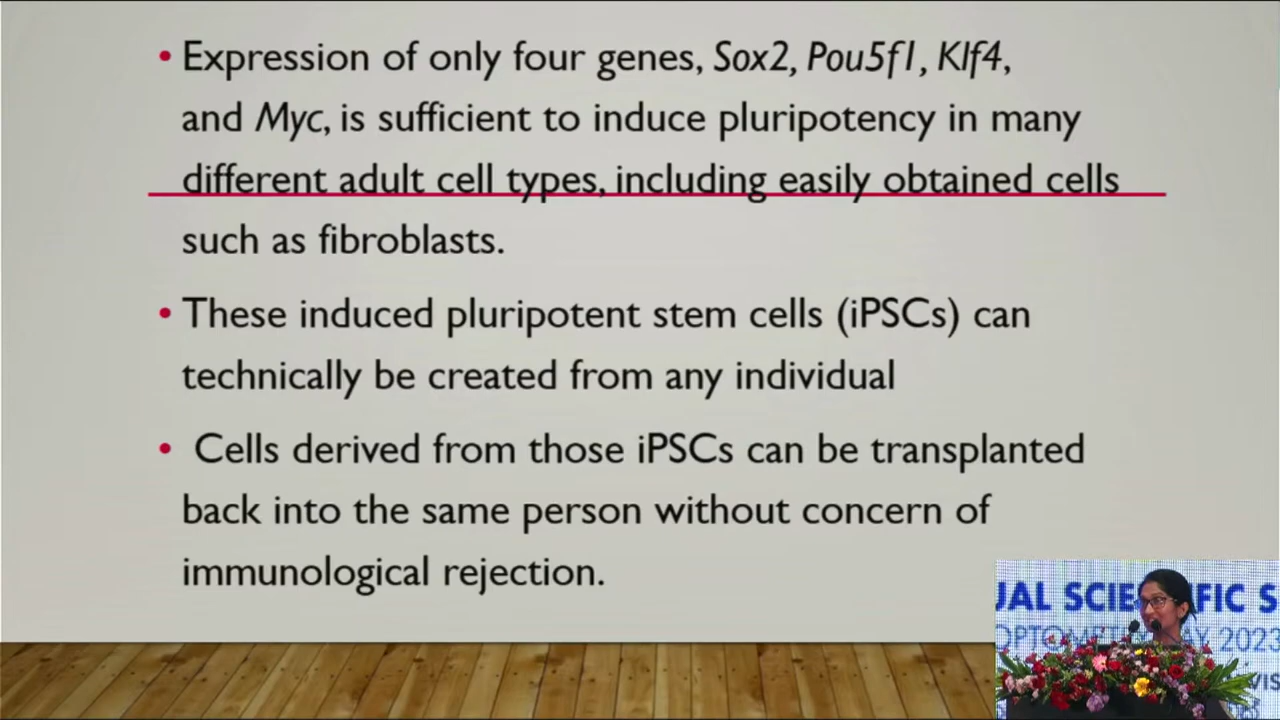 • Expression of only four genes, Sox2, Pou5f1, Klf4,
and Myc, is sufficient to induce pluripotency in many
different adult cell types, including easily obtained cells
such as fibroblasts.
• These induced pluripotent stem cells (iPSCs) can
technically be created from any individual
• Cells derived from those iPSCs can be transplanted
back into the same person without concern of
immunological rejection.
SCIE
FIC S
2023